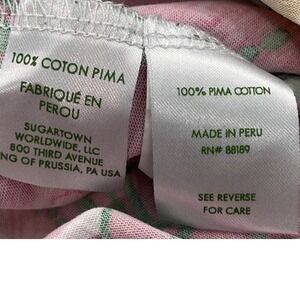 100% COTON PIMA
FABRIQUÉ EN
PEROU
SUGARTOWN
WORLDWIDE, LLC
800 THIRD AVENUE
NG OF PRUSSIA, PA USA
100% PIMA COTTON
MADE IN PERU
RN# 88189
SEE REVERSE
FOR CARE